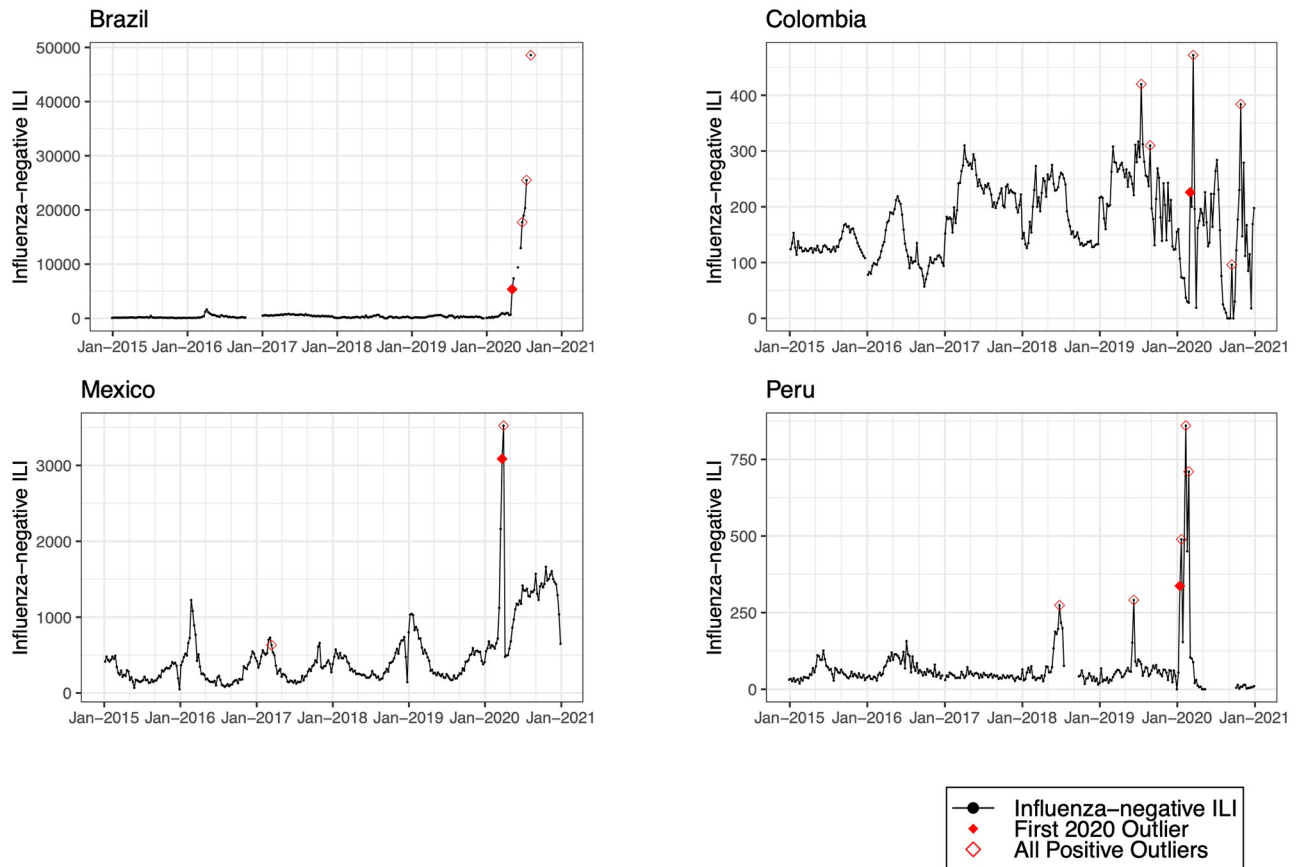 Brazil
Influenza−negative ILI
50000
40000
30000
20000
10000
0
Jan−2015 Jan−2016 Jan−2017 Jan−2018 Jan−2019 Jan−2020 Jan−2021
Colombia
Influenza−negative ILI
400
300
200
100
0
Jan−2015 Jan−2016 Jan−2017 Jan−2018 Jan−2019 Jan−2020 Jan−2021
Mexico
Influenza−negative ILI
3000
2000
1000
0
Jan−2015 Jan−2016 Jan−2017 Jan−2018 Jan−2019 Jan−2020 Jan−2021
Peru
Influenza−negative ILI
750
500
250
0
Jan−2015 Jan−2016 Jan−2017 Jan−2018 Jan−2019 Jan−2020 Jan−2021
Influenza−negative ILI
First 2020 Outlier
All Positive Outliers